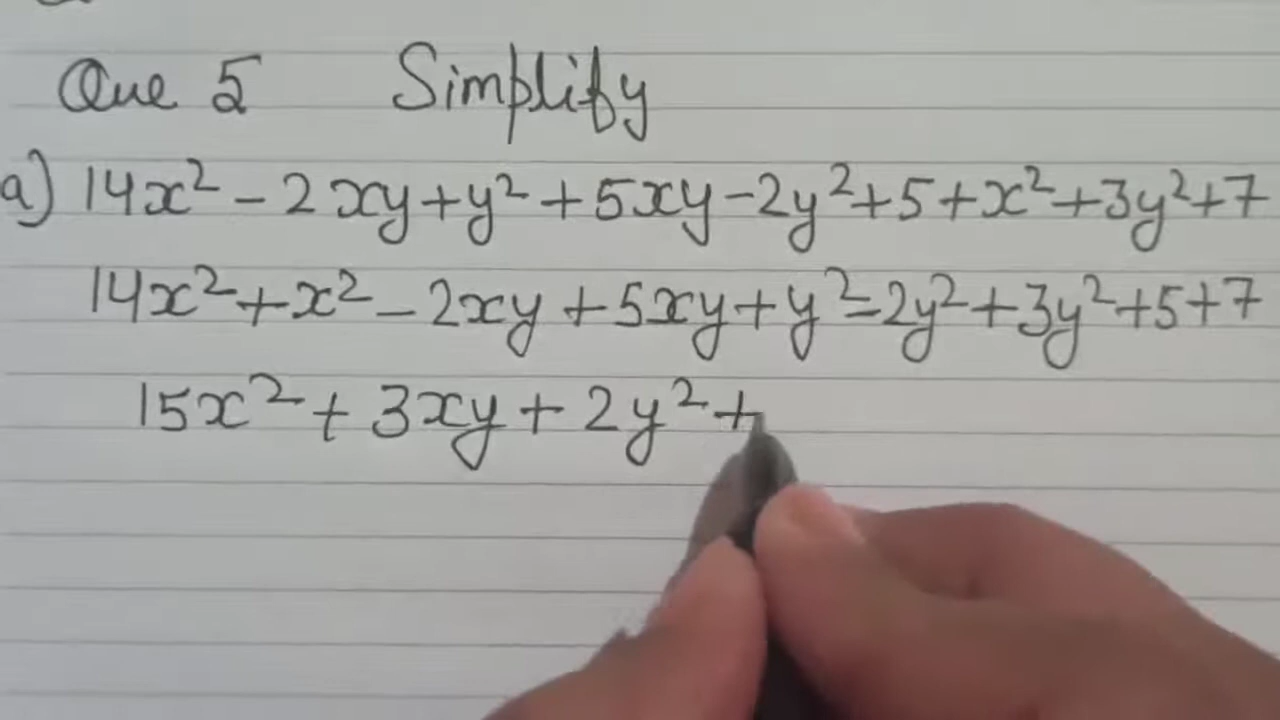 Que 5 Simplify
a) 14x² - 2xy + y² + 5xy - 2y² + 5 + x² + 3y² + 7
14x² + x² - 2xy + 5xy + y² - 2y² + 3y² + 5 + 7
15x² + 3xy + 2y² +